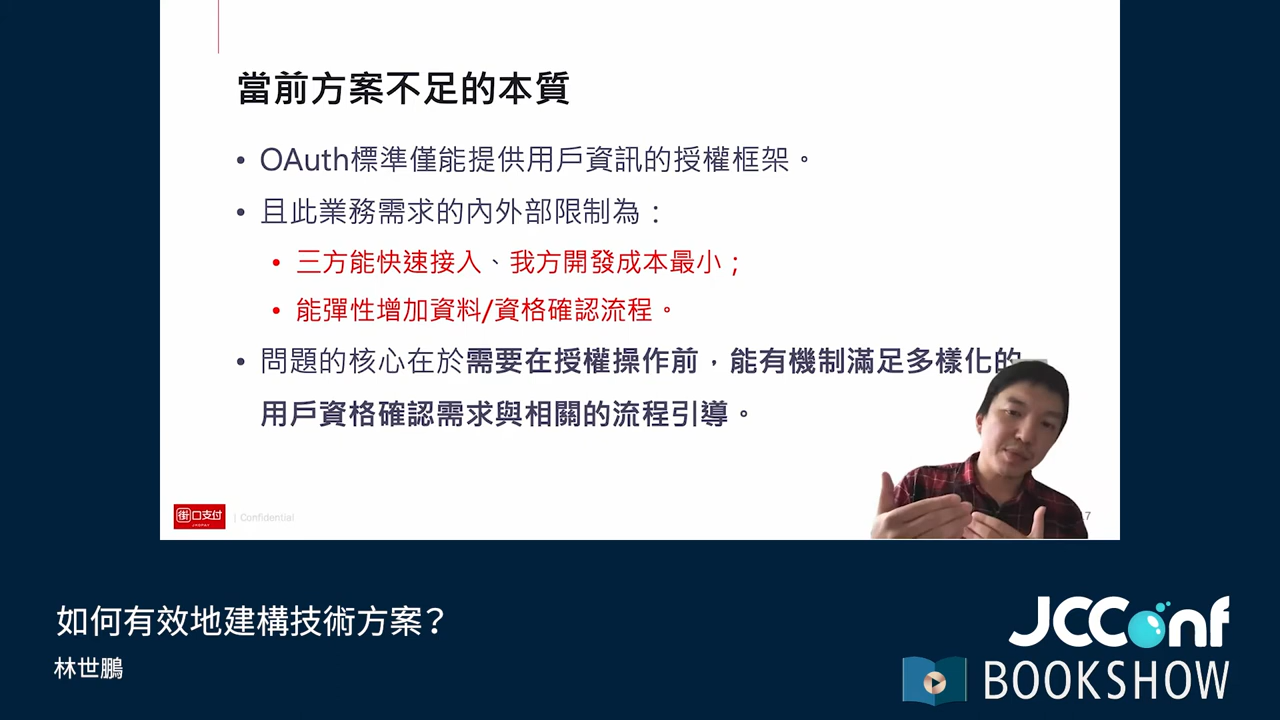 當前方案不足的本質
• OAuth標準僅能提供用戶資訊的授權框架。
• 且此業務需求的內外部限制為：
• 三方能快速接入、我方開發成本最小；
• 能彈性增加資料/資格確認流程。
• 問題的核心在於需要在授權操作前，能有機制滿足多樣化的
用戶資格確認需求與相關的流程引導。
街口支付
JKOPAY
| Confidential
7
如何有效地建構技術方案？
林世鵬
JCConf
BOOKSHOW